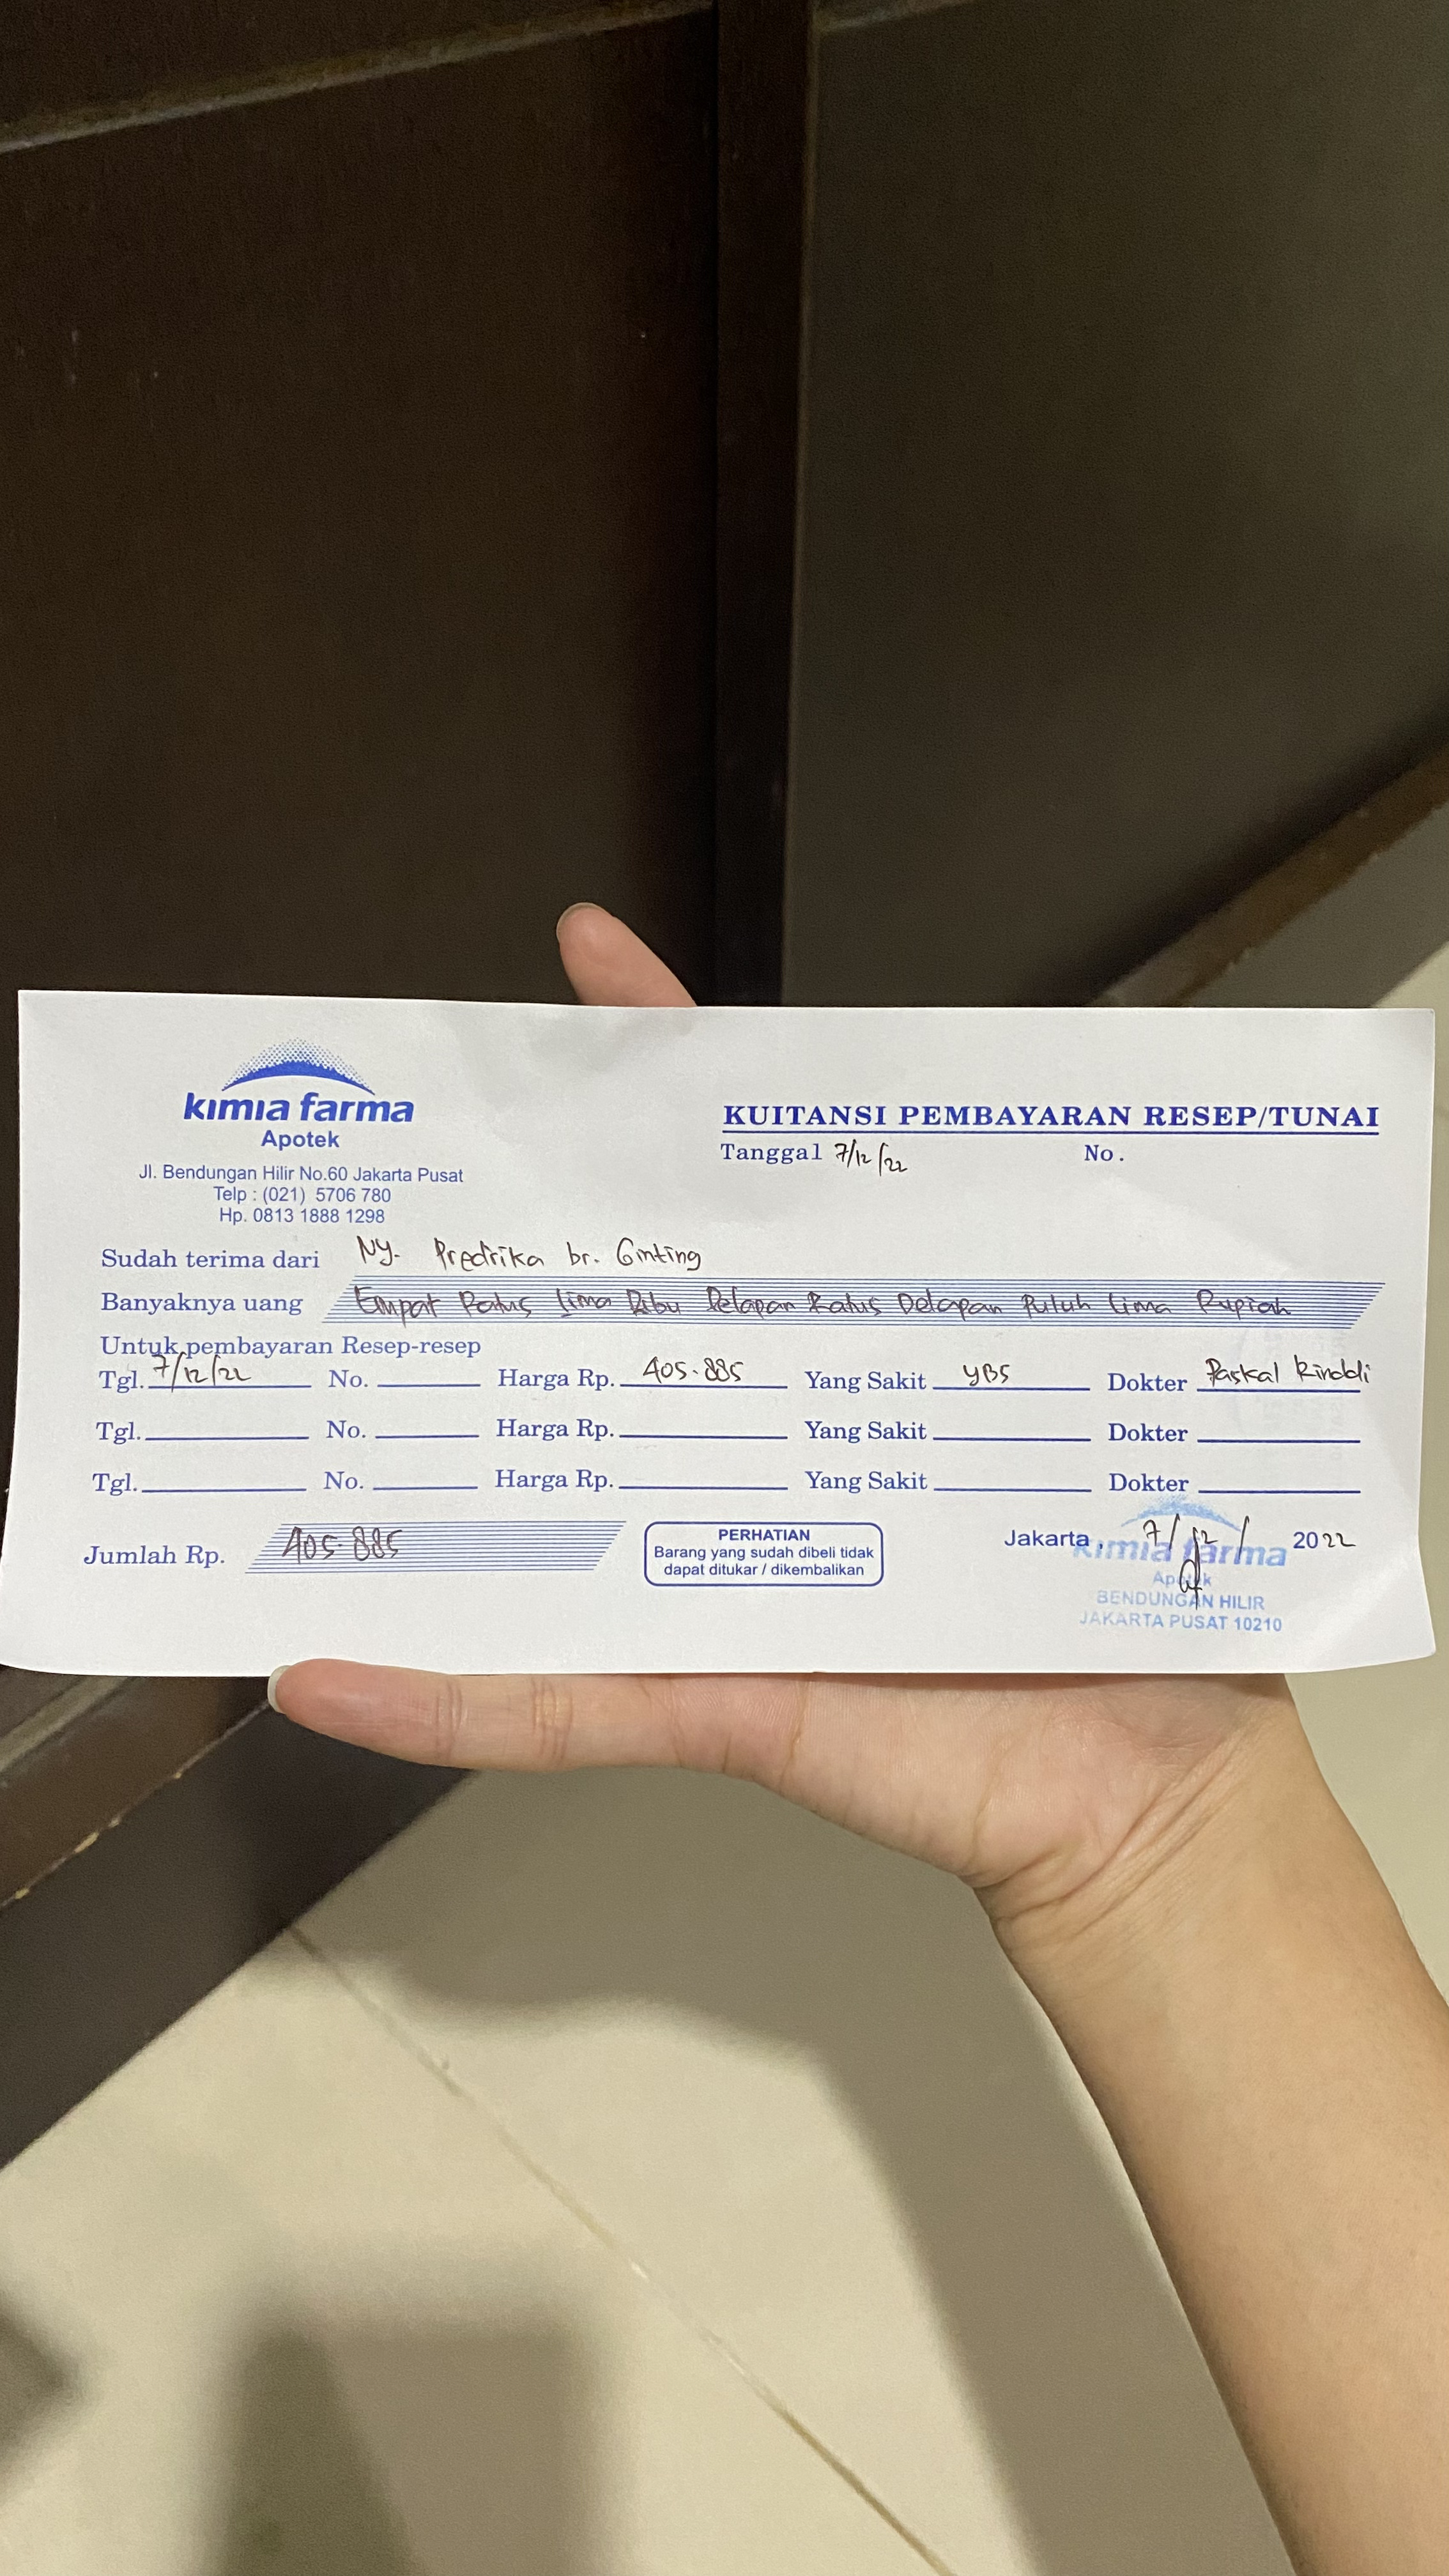 kimia farma
Apotek
Jl. Bendungan Hilir No.60 Jakarta Pusat
Telp : (021) 5706 780
Hp. 0813 1888 1298
KUITANSI PEMBAYARAN RESEP/TUNAI
Tanggal 7/12/22 No.
Sudah terima dari Ny. Predrika br. Ginting
Banyaknya uang Empat Ratus lima Ribu Delapan Ratus Delapan Puluh Lima Rupiah
Untuk pembayaran Resep-resep
Tgl. 7/12/22 No. Harga Rp. 405.885 Yang Sakit YBS Dokter Paskal
Tgl. No. Harga Rp. Yang Sakit Dokter
Tgl. No. Harga Rp. Yang Sakit Dokter
Jumlah Rp. 405.885
PERHATIAN
Barang yang sudah dibeli tidak
dapat ditukar / dikembalikan
Jakarta, 7/12/2022
kimia farma
Apotek
BENDUNGAN HILIR
JAKARTA PUSAT 10210